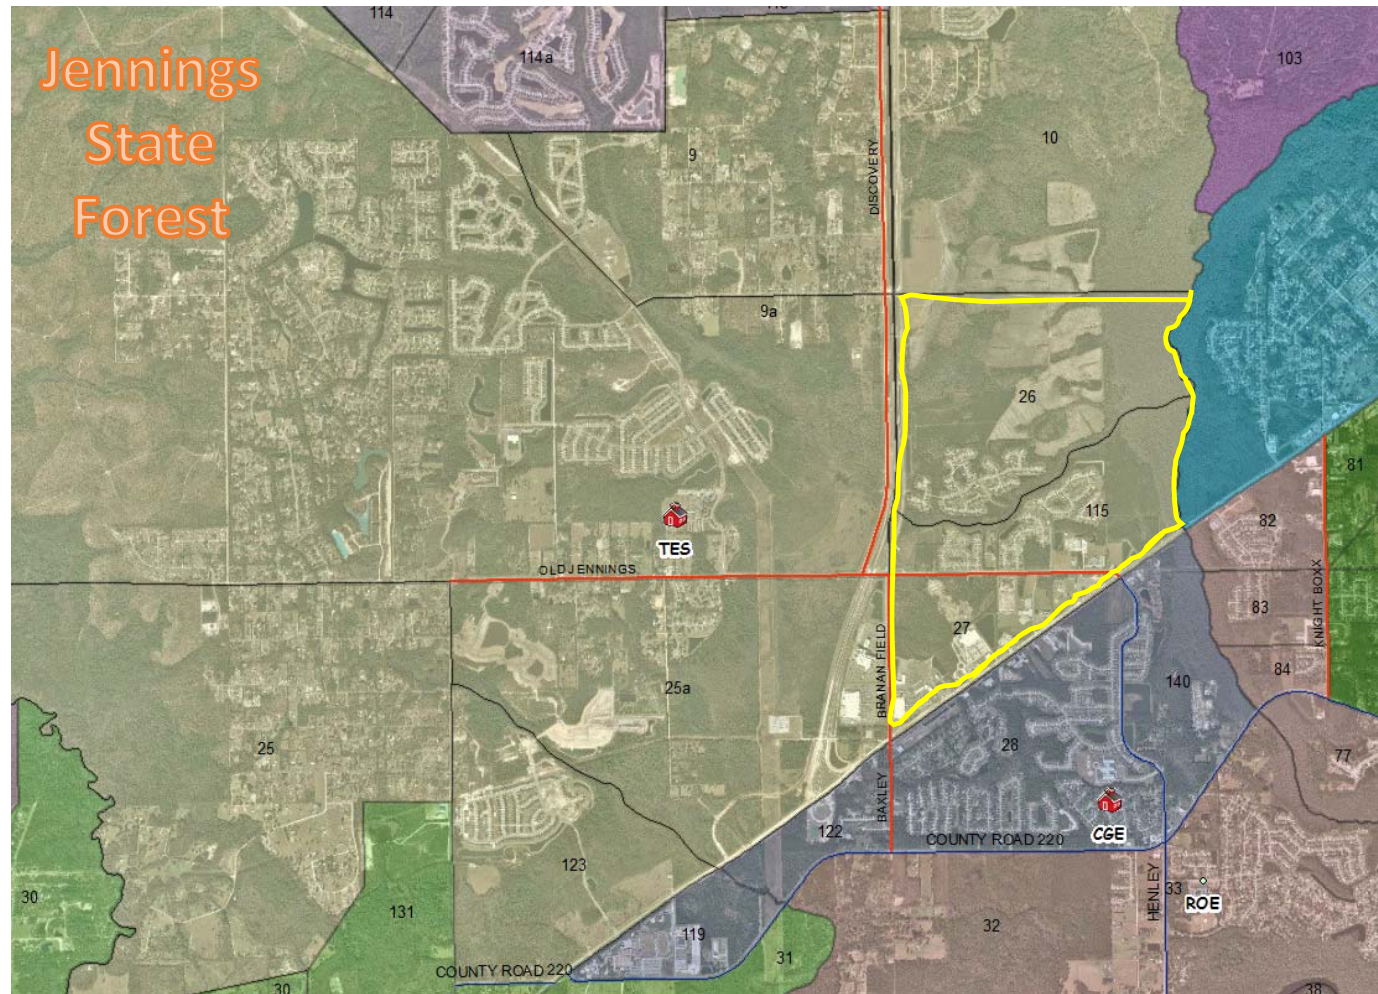 Jennings
State
Forest
114
114a
103
10
9
DISCOVERY
9a
26
81
115
82
TES
OLD JENNINGS
KNIGHT BOXX
83
27
84
BRANAN FIELD
140
25a
25
28
77
BAXLEY
122
CGE
COUNTY ROAD 220
123
HENLEY
33
ROE
30
131
32
119
31
COUNTY ROAD 220
30
38